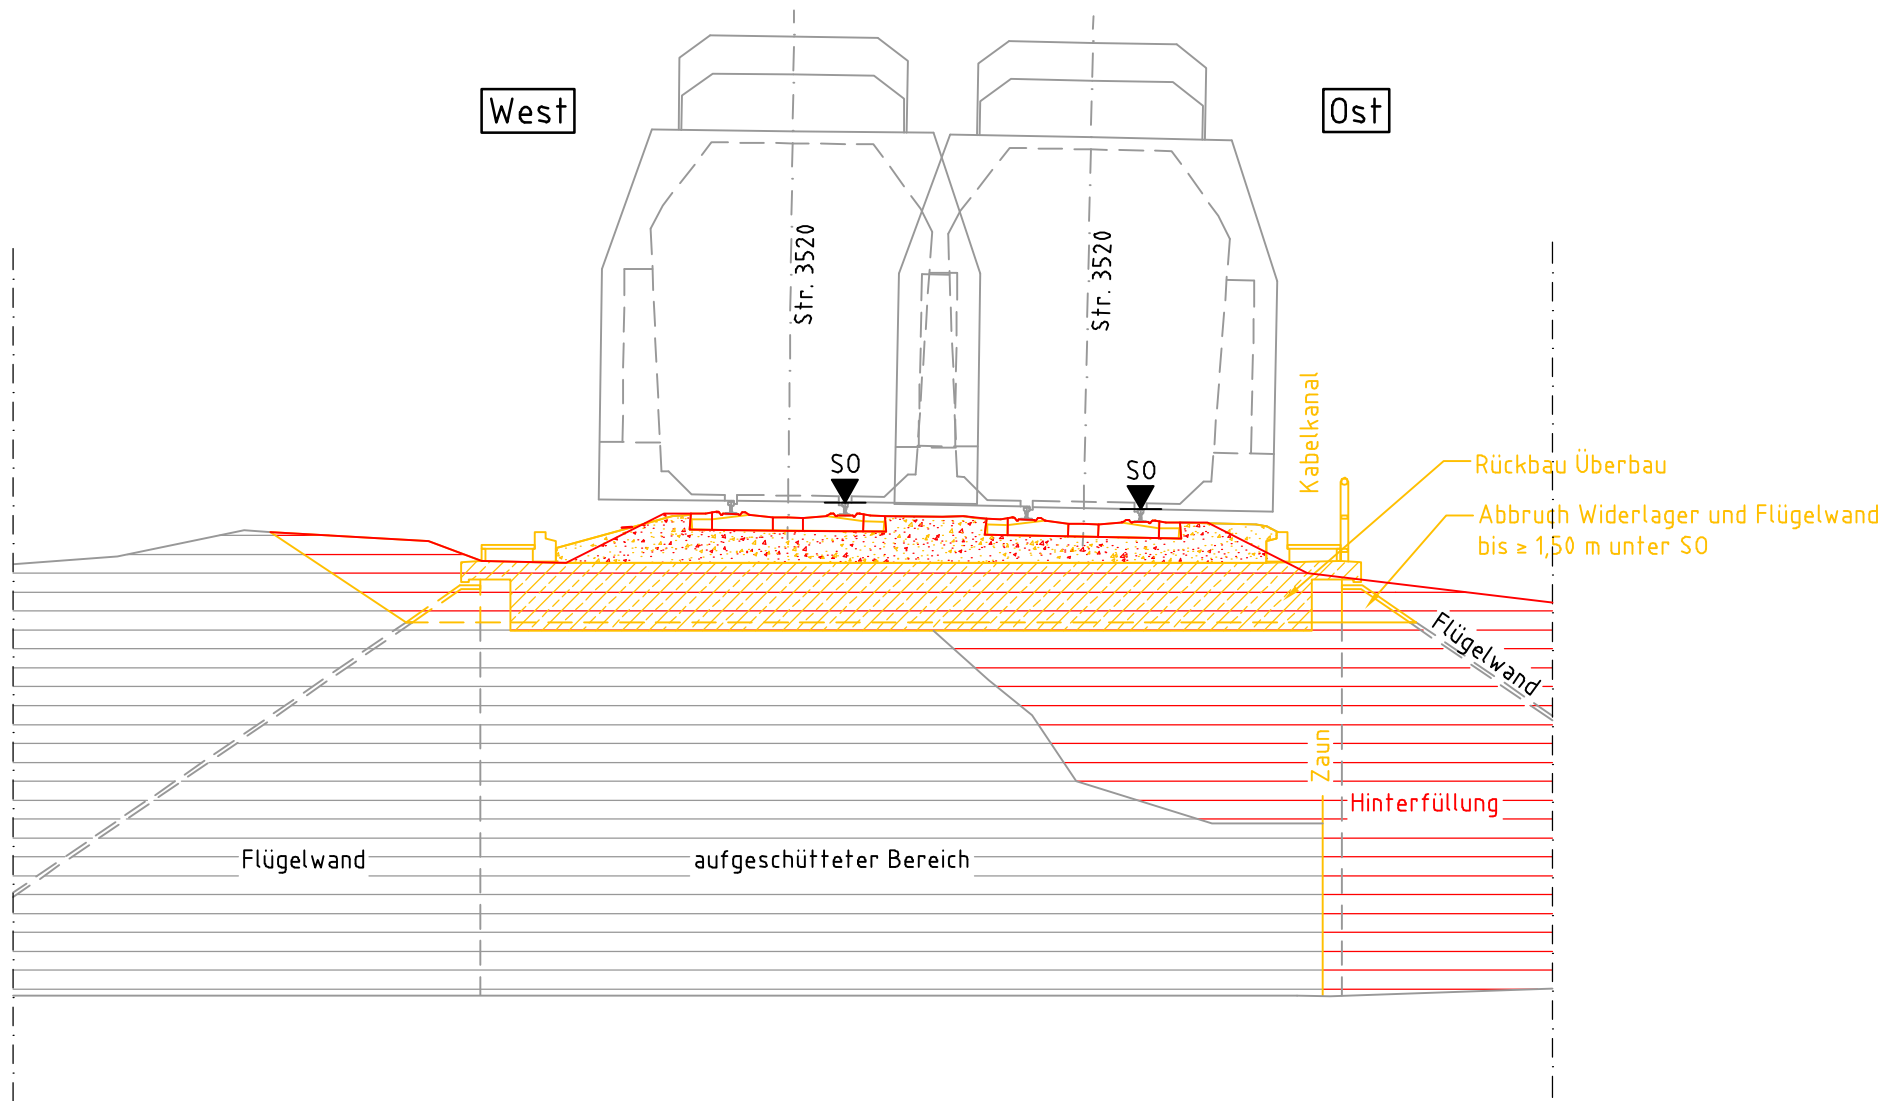 West
Ost
Str. 3520
Str. 3520
Kabelkanal
SO
SO
Rückbau Überbau
Abbruch Widerlager und Flügelwand
bis ≥ 1,50 m unter SO
Flügelwand
Zaun
Hinterfüllung
Flügelwand
aufgeschütteter Bereich